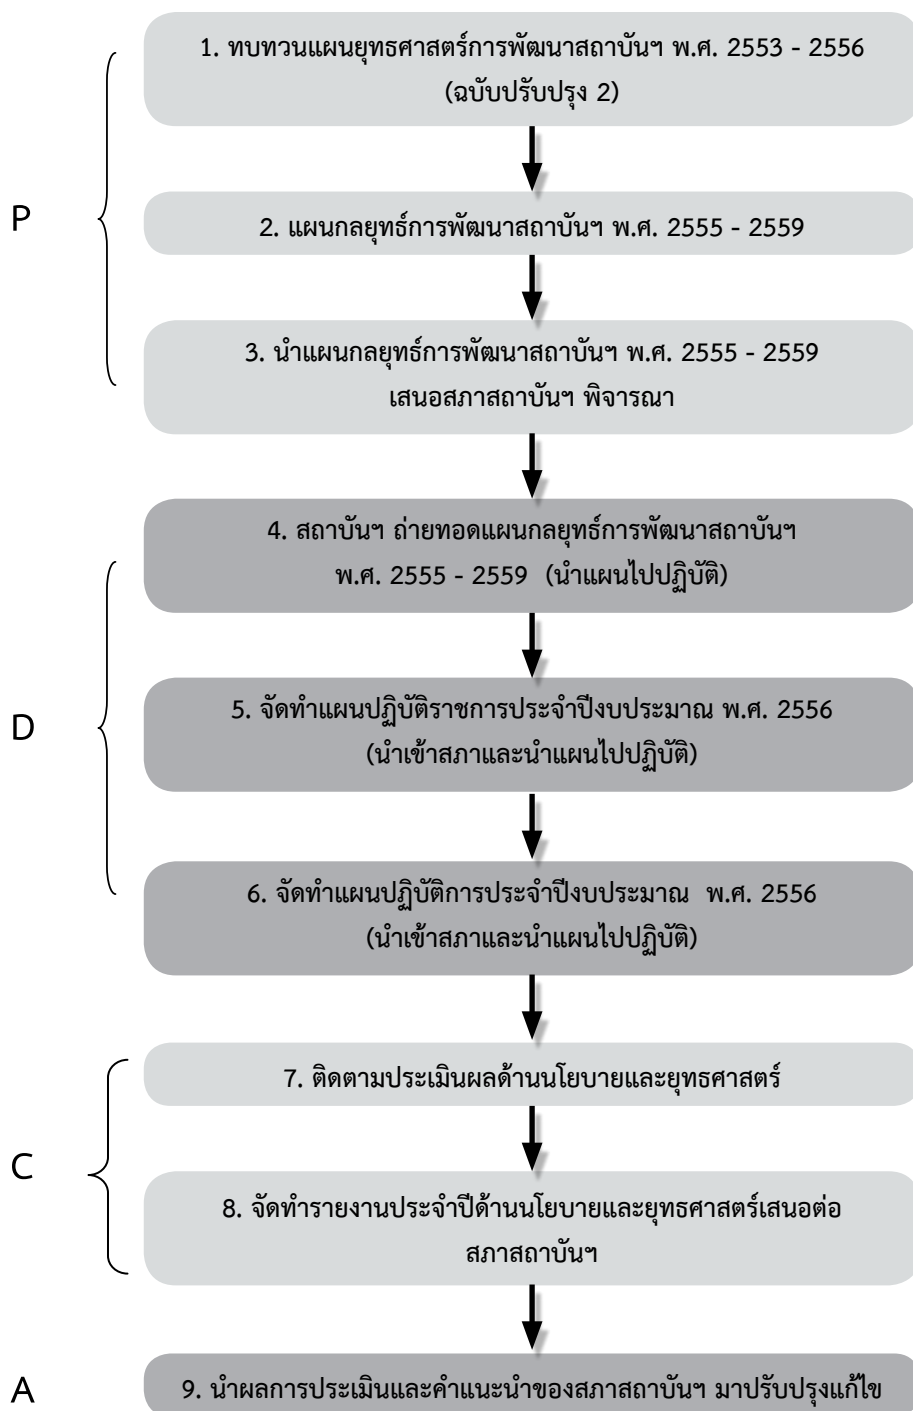 1. ทบทวนแผนยุทธศาสตร์การพัฒนาสถาบันฯ พ.ศ. 2553 - 2556
(ฉบับปรับปรุง 2)
P
2. แผนกลยุทธ์การพัฒนาสถาบันฯ พ.ศ. 2555 - 2559
3. นำแผนกลยุทธ์การพัฒนาสถาบันฯ พ.ศ. 2555 - 2559
เสนอสภาสถาบันฯ พิจารณา
4. สถาบันฯ ถ่ายทอดแผนกลยุทธ์การพัฒนาสถาบันฯ
พ.ศ. 2555 - 2559 (นำแผนไปปฏิบัติ)
D
5. จัดทำแผนปฏิบัติราชการประจำปีงบประมาณ พ.ศ. 2556
(นำเข้าสภาและนำแผนไปปฏิบัติ)
6. จัดทำแผนปฏิบัติการประจำปีงบประมาณ พ.ศ. 2556
(นำเข้าสภาและนำแผนไปปฏิบัติ)
7. ติดตามประเมินผลด้านนโยบายและยุทธศาสตร์
C
8. จัดทำรายงานประจำปีด้านนโยบายและยุทธศาสตร์เสนอต่อ
สภาสถาบันฯ
A
9. นำผลการประเมินและคำแนะนำของสภาสถาบันฯ มาปรับปรุงแก้ไข